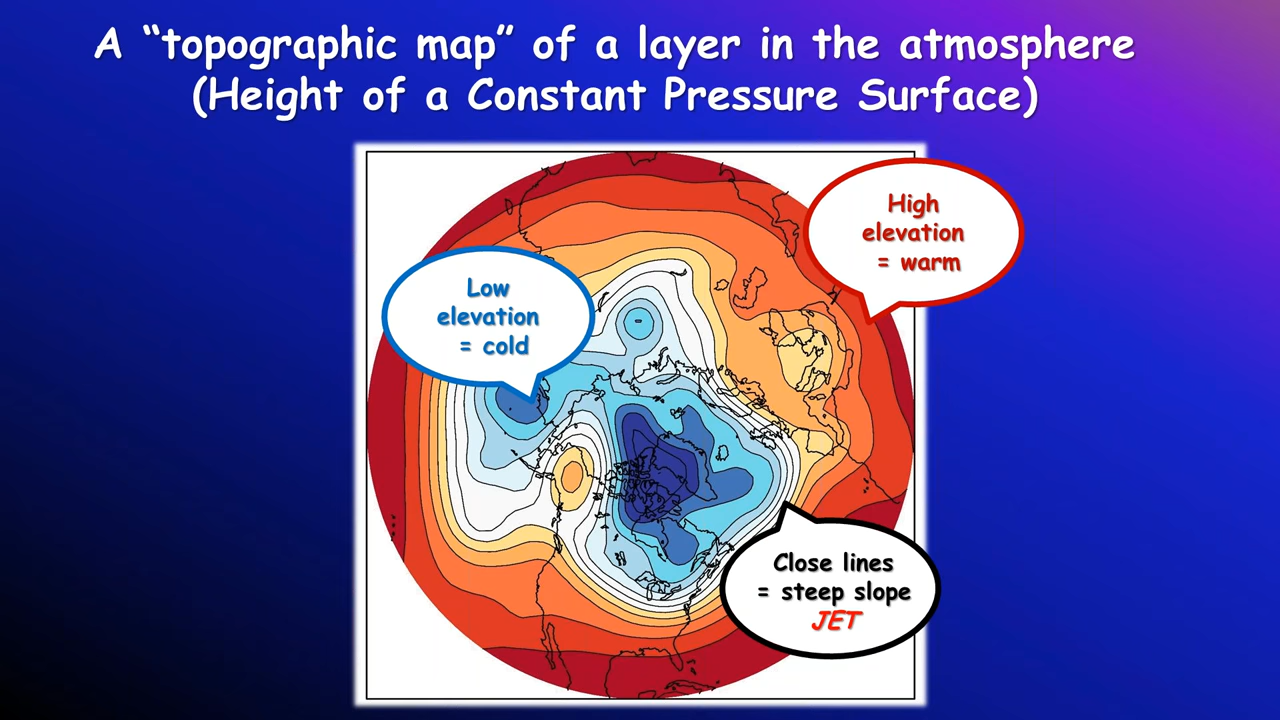 A “topographic map” of a layer in the atmosphere
(Height of a Constant Pressure Surface)
High
elevation
= warm
Low
elevation
= cold
Close lines
= steep slope
JET